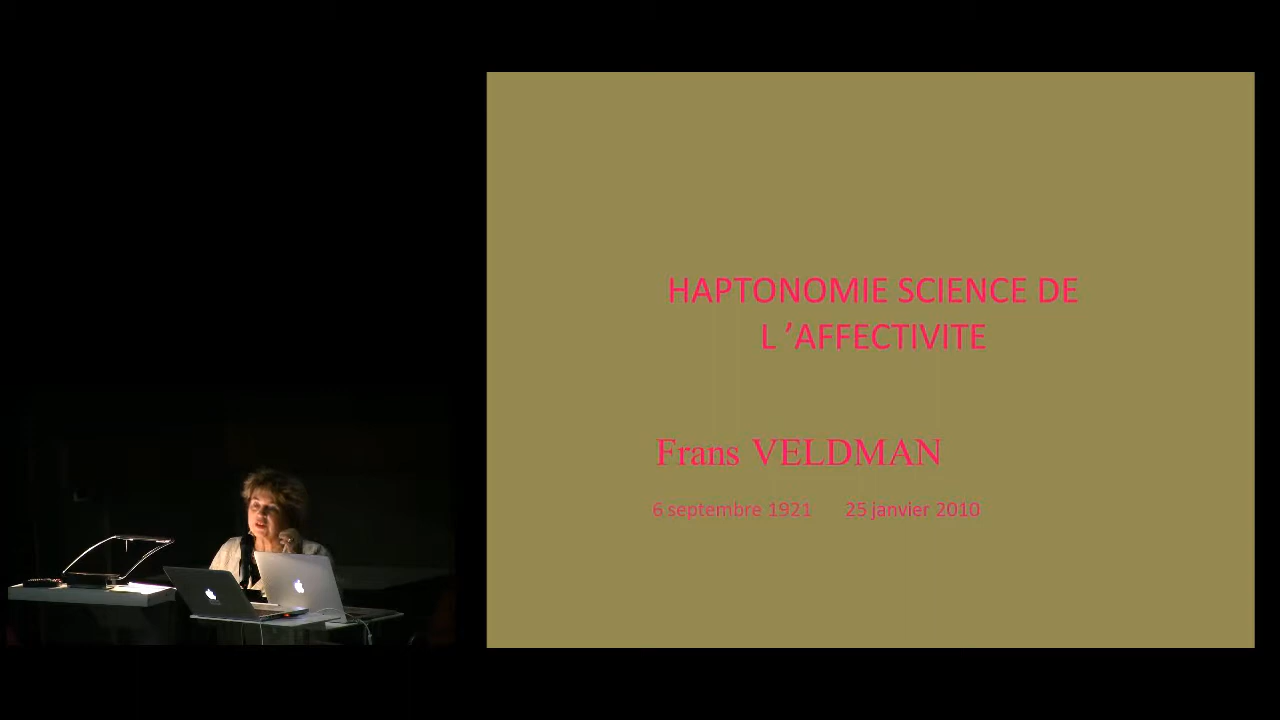 HAPTONOMIE SCIENCE DE
L ’AFFECTIVITE
Frans VELDMAN
6 septembre 1921 25 janvier 2010